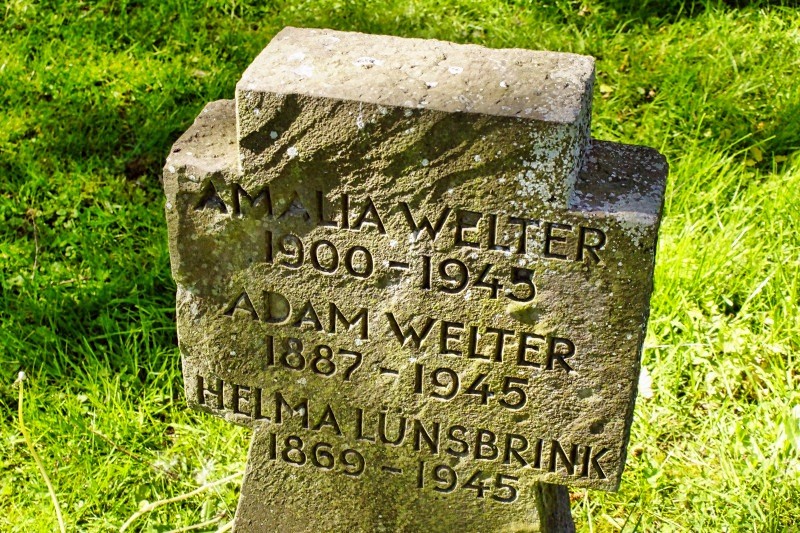 AMALIA WELTER
1900 – 1945
ADAM WELTER
1887 – 1945
HELMA LÜNSBRINK
1869 – 1945